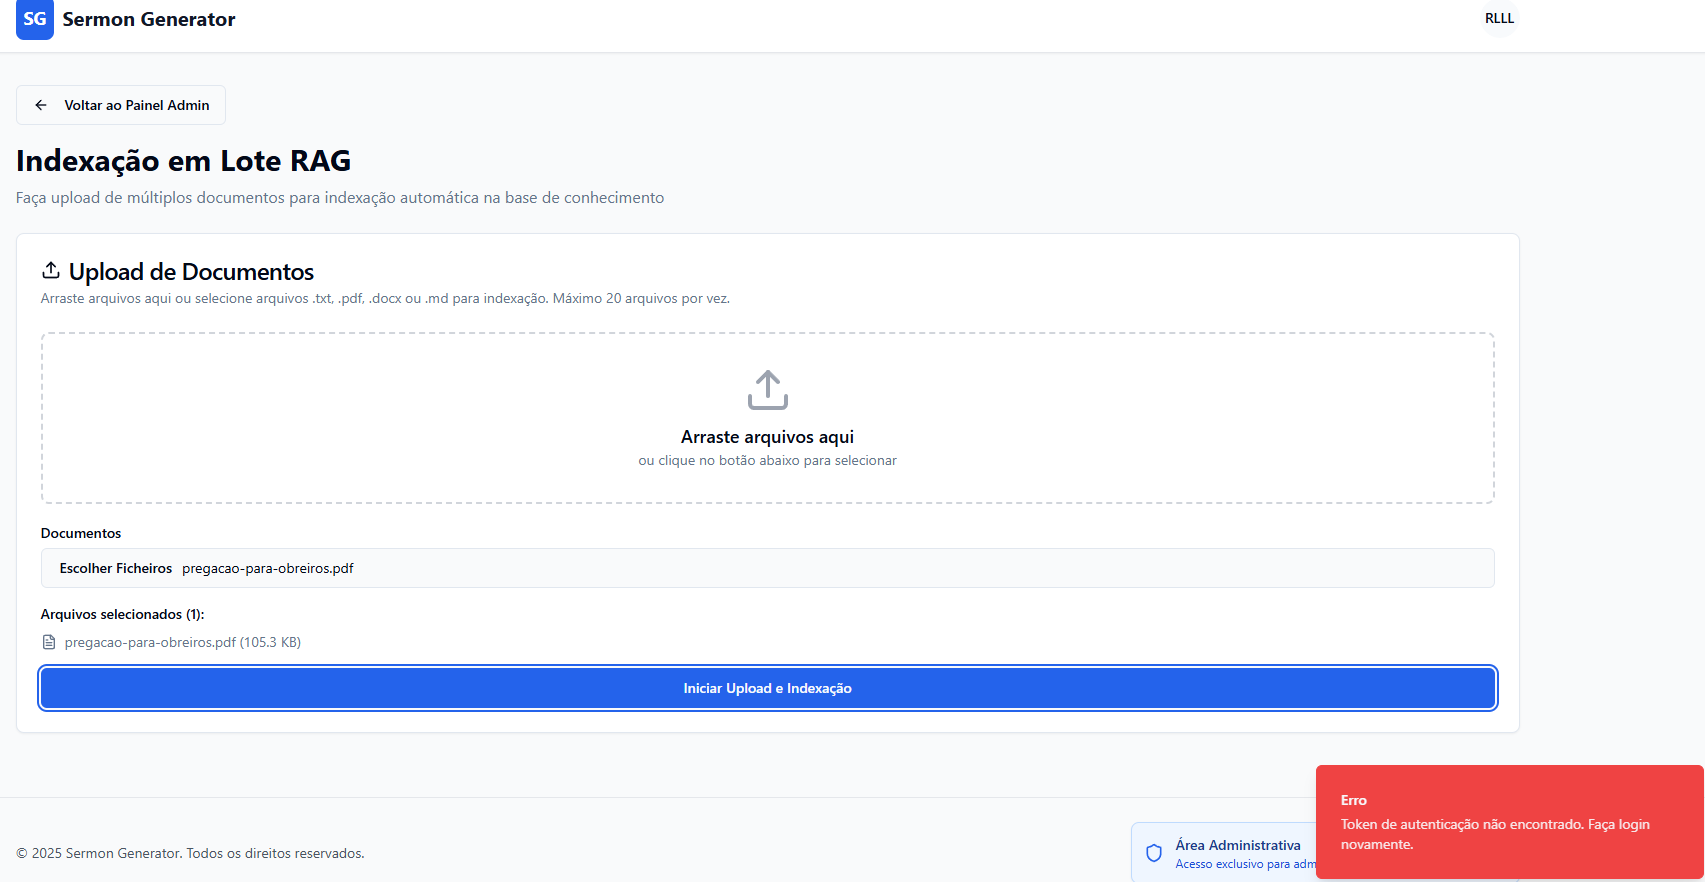 SG Sermon Generator
RLLL
Voltar ao Painel Admin
Indexação em Lote RAG
Faça upload de múltiplos documentos para indexação automática na base de conhecimento
Upload de Documentos
Arraste arquivos aqui ou selecione arquivos .txt, .pdf, .docx ou .md para indexação. Máximo 20 arquivos por vez.
Arraste arquivos aqui
ou clique no botão abaixo para selecionar
Documentos
Escolher Ficheiros pregacao-para-obreiros.pdf
Arquivos selecionados (1):
pregacao-para-obreiros.pdf (105.3 KB)
Iniciar Upload e Indexação
© 2025 Sermon Generator. Todos os direitos reservados.
Área Administrativa
Acesso exclusivo para
Erro
Token de autenticação não encontrado. Faça login
novamente.